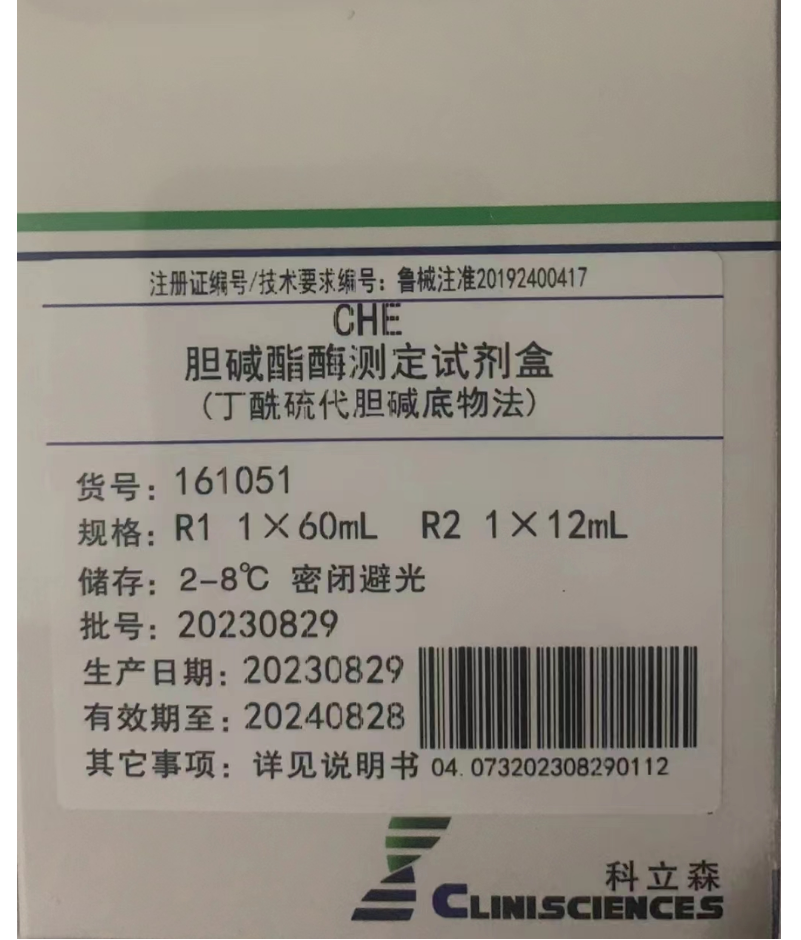 注册证编号/技术要求编号：鲁械注准20192400417
CHE
胆碱酯酶测定试剂盒
(丁酰硫代胆碱底物法)
货号：161051
规格：R1 1×60mL R2 1×12mL
储存：2-8℃ 密闭避光
批号：20230829
生产日期：20230829
有效期至：20240828
其它事项：详见说明书
04.073202308290112
科立森
CLINISCIENCES